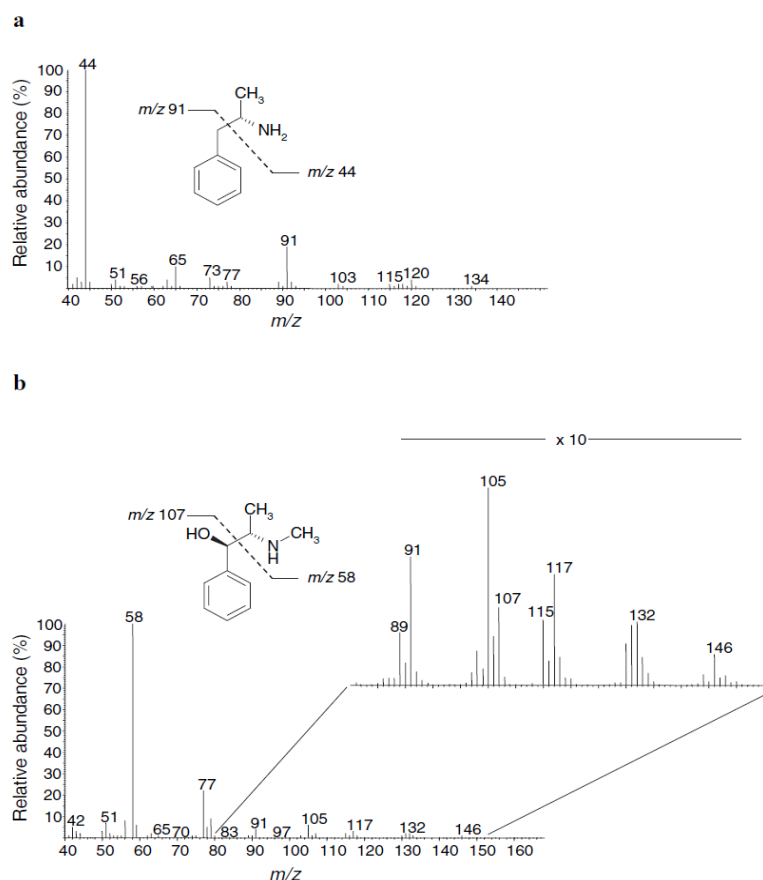 a
Relative abundance (%)
100
90
80
70
60
50
40
30
20
10
44
CH3
m/z 91
NH2
m/z 44
51
56
65
73
77
91
103
115
120
134
40 50 60 70 80 90 100 110 120 130 140
m/z
b
x 10
105
91
117
107
115
89
132
146
CH3
m/z 107
HO
N
H
CH3
m/z 58
Relative abundance (%)
100
90
80
70
60
50
40
30
20
10
58
77
42
51
65
70
83
91
97
105
117
132
146
40 50 60 70 80 90 100 110 120 130 140 150 160
m/z